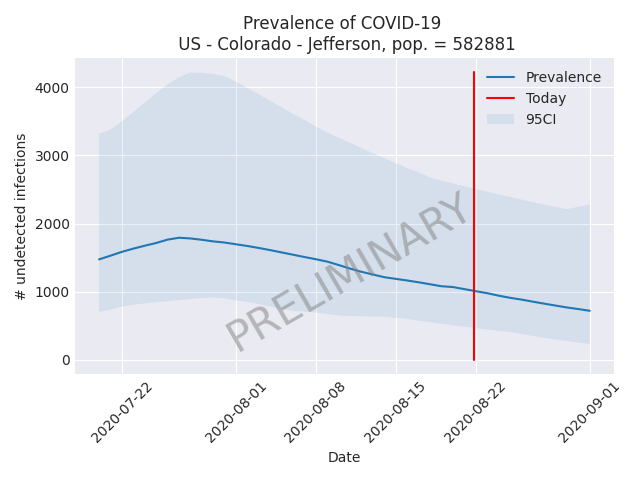 Prevalence of COVID-19
US - Colorado - Jefferson, pop. = 582881
Prevalence
Today
95CI
4000
3000
2000
1000
0
# undetected infections
PRELIMINARY
2020-07-22
2020-08-01
2020-08-08
2020-08-15
2020-08-22
2020-09-01
Date